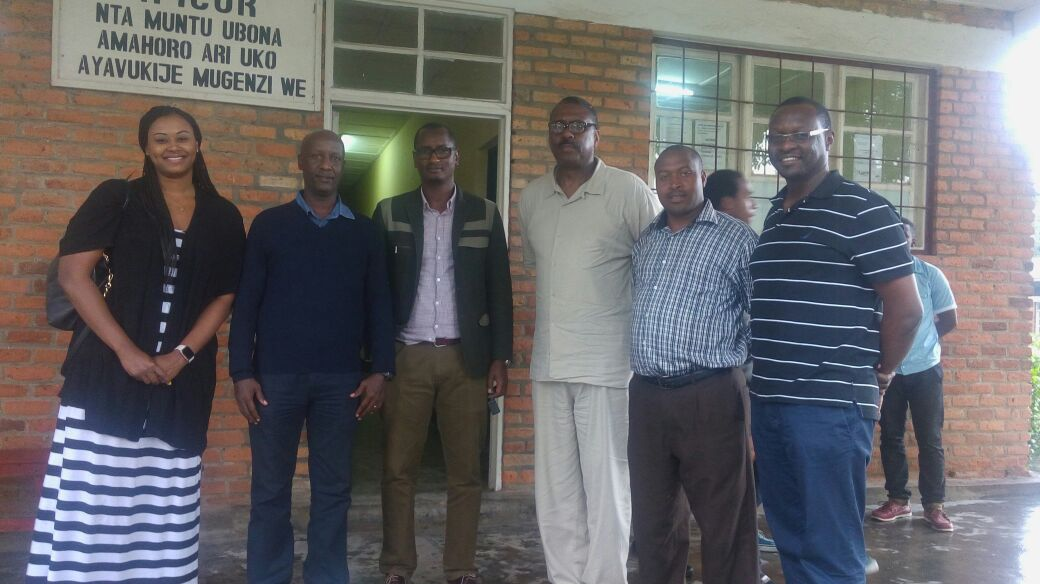 NTA MUNTU UBONA
AMAHORO ARI UKO
AYAVUKIJE MUGENZI WE